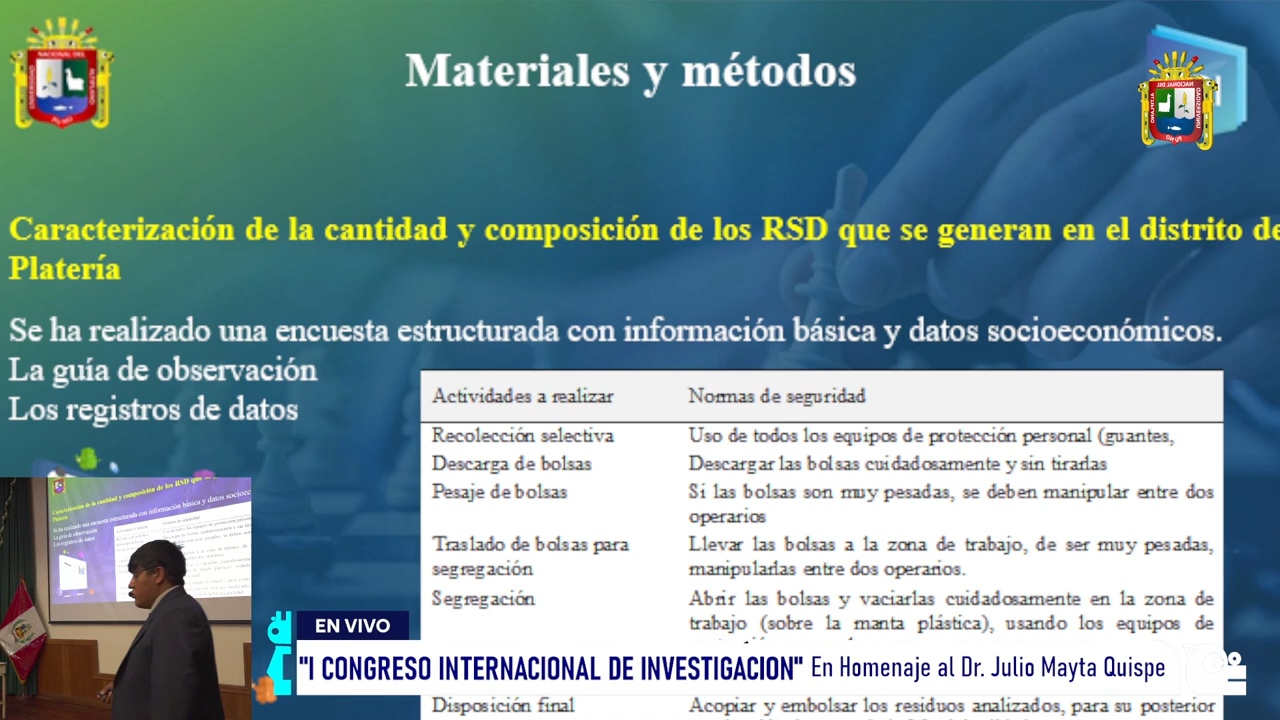 Materiales y métodos
Caracterización de la cantidad y composición de los RSD que se generan en el distrito de
Platería
Se ha realizado una encuesta estructurada con información básica y datos socioeconómicos.
La guía de observación
Los registros de datos
Actividades a realizar Normas de seguridad
Recolección selectiva Uso de todos los equipos de protección personal (guantes,
Descarga de bolsas Descargar las bolsas cuidadosamente y sin tirarlas
Pesaje de bolsas Si las bolsas son muy pesadas, se deben manipular entre dos
operarios
Traslado de bolsas para Llevar las bolsas a la zona de trabajo, de ser muy pesadas,
segregación manipularlas entre dos operarios.
Segregación Abrir las bolsas y vaciarlas cuidadosamente en la zona de
trabajo (sobre la manta plástica), usando los equipos de
Disposición final Acopiar y embolsar los residuos analizados, para su posterior
EN VIVO
"I CONGRESO INTERNACIONAL DE INVESTIGACION" En Homenaje al Dr. Julio Mayta Quispe